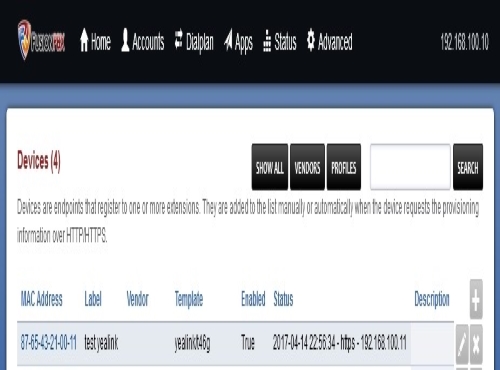 FUSIONPBX Home Accounts Dialplan Apps Status Advanced 192.168.100.10
Devices (4) SHOW ALL VENDORS PROFILES SEARCH
Devices are endpoints that register to one or more extensions. They are added to the list manually or automatically when the device requests the provisioning
information over HTTP/HTTPS.
MAC Address Label Vendor Template Enabled Status Description
87-65-43-21-00-11 test yealink yealink/t46g True 2017-04-14 22:56:34 - https - 192.168.100.11